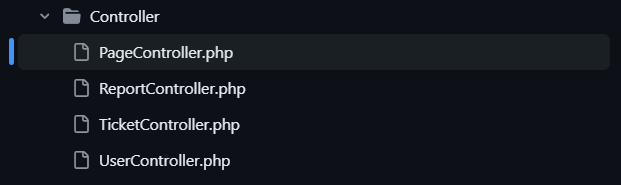 Controller
PageController.php
ReportController.php
TicketController.php
UserController.php